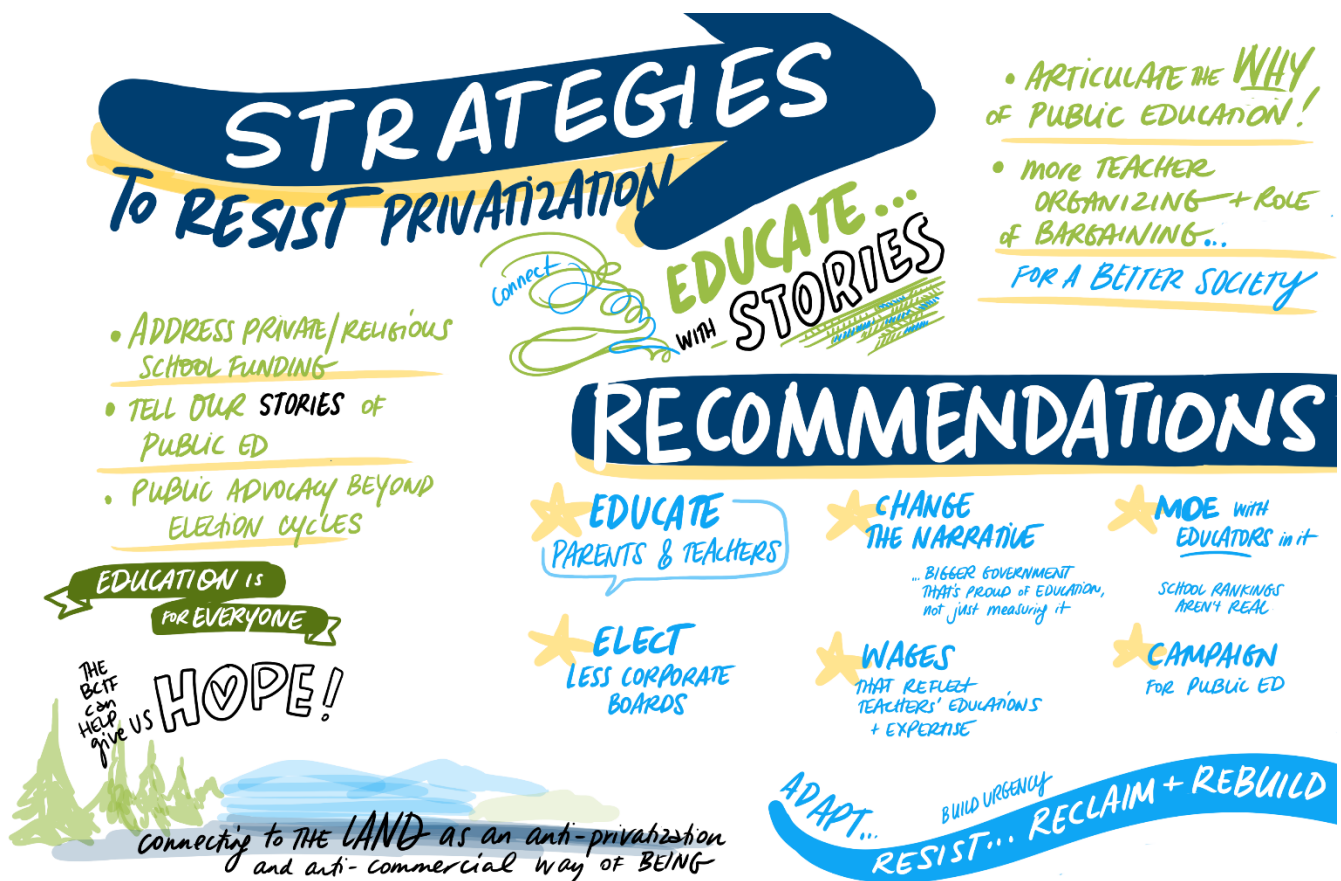 STRATEGIES
TO RESIST PRIVATIZATION
connect
EDUCATE...
WITH STORIES
• ARTICULATE THE WHY
OF PUBLIC EDUCATION!
• MORE TEACHER
ORGANIZING + ROLE
OF BARGAINING...
FOR A BETTER SOCIETY
• ADDRESS PRIVATE/RELIGIOUS
SCHOOL FUNDING
• TELL OUR STORIES OF
PUBLIC ED
• PUBLIC ADVOCACY BEYOND
ELECTION CYCLES
EDUCATION IS
FOR EVERYONE
THE
BCTF
can
HELP
give US HOPE!
connecting to THE LAND as an anti-privatization
and anti-commercial way OF BEING
RECOMMENDATIONS
EDUCATE
PARENTS & TEACHERS
CHANGE
THE NARRATIVE
... BIGGER GOVERNMENT
THAT'S PROUD OF EDUCATION,
not just measuring it
MOE with
EDUCATORS in it
SCHOOL RANKINGS
AREN'T REAL
ELECT
LESS CORPORATE
BOARDS
WAGES
THAT REFLECT
TEACHERS' EDUCATIONS
+ EXPERTISE
CAMPAIGN
FOR PUBLIC ED
ADAPT...
BUILD URGENCY
RESIST... RECLAIM + REBUILD